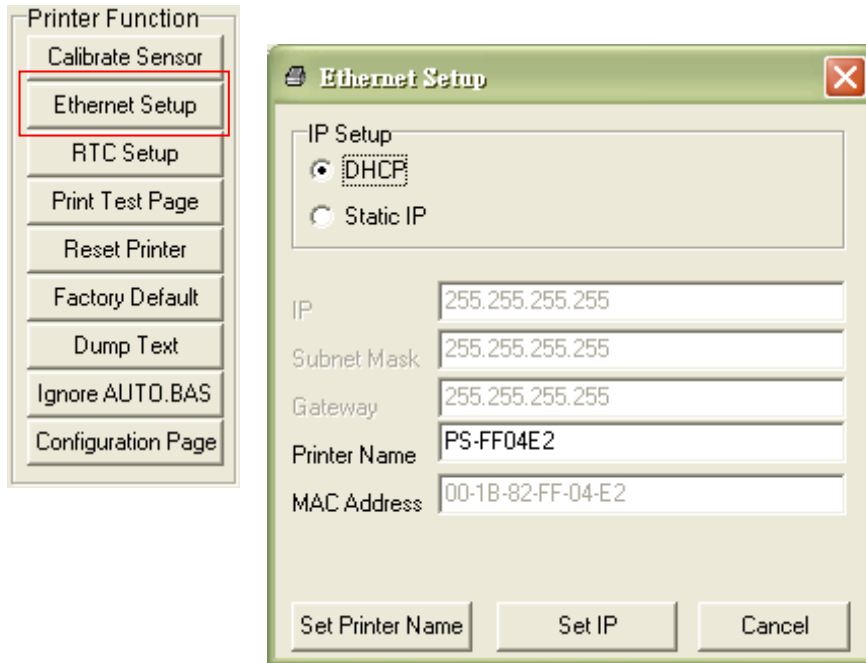 Printer Function
Calibrate Sensor
Ethernet Setup
RTC Setup
Print Test Page
Reset Printer
Factory Default
Dump Text
Ignore AUTO.BAS
Configuration Page
Ethernet Setup
IP Setup
DHCP
Static IP
IP 255.255.255.255
Subnet Mask 255.255.255.255
Gateway 255.255.255.255
Printer Name PS-FF04E2
MAC Address 00-1B-82-FF-04-E2
Set Printer Name Set IP Cancel